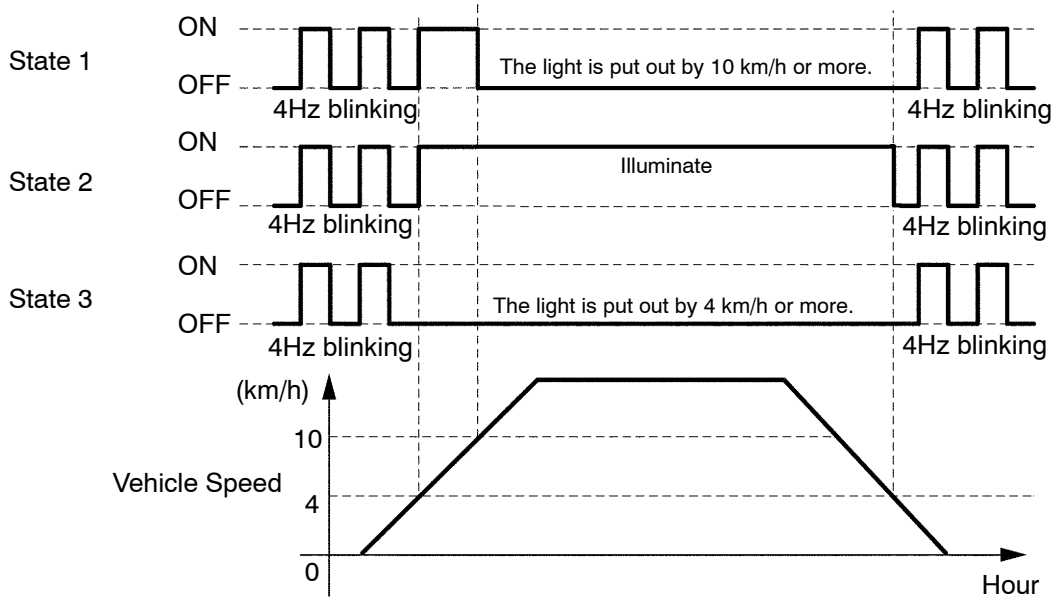 State 1
ON
OFF
The light is put out by 10 km/h or more.
4Hz blinking
4Hz blinking
State 2
ON
OFF
Illuminate
4Hz blinking
4Hz blinking
State 3
ON
OFF
The light is put out by 4 km/h or more.
4Hz blinking
4Hz blinking
(km/h)
10
Vehicle Speed
4
0
Hour